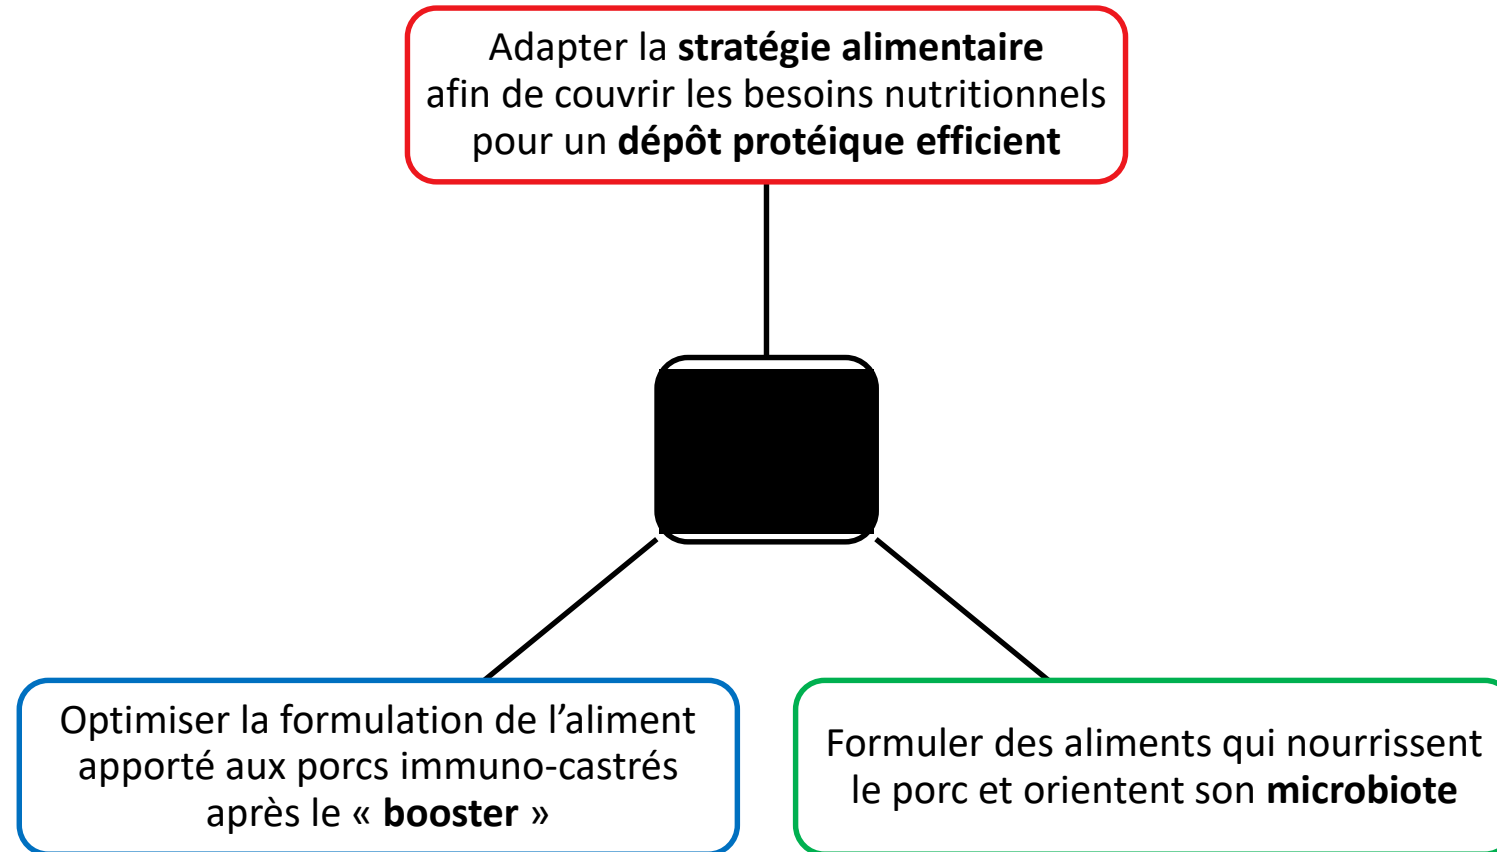 Adapter la stratégie alimentaire
afin de couvrir les besoins nutritionnels
pour un dépôt protéique efficient
Optimiser la formulation de l’aliment
apporté aux porcs immuno-castrés
après le « booster »
Formuler des aliments qui nourrissent
le porc et orientent son microbiote